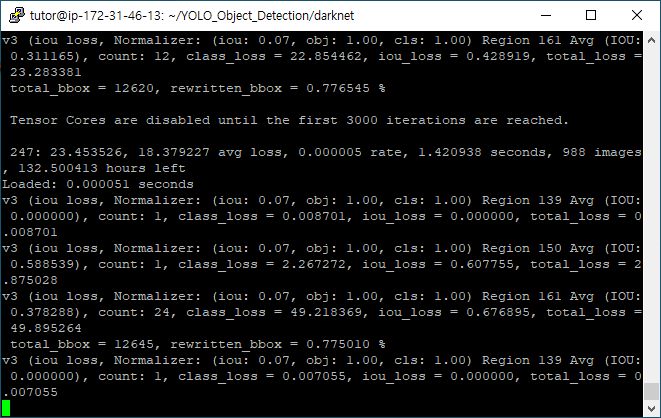 tutor@ip-172-31-46-13: ~/YOLO_Object_Detection/darknet
v3 (iou loss, Normalizer: (iou: 0.07, obj: 1.00, cls: 1.00) Region 161 Avg (IOU:
 0.311165), count: 12, class_loss = 22.854462, iou_loss = 0.428919, total_loss =
 23.283381
 total_bbox = 12620, rewritten_bbox = 0.776545 %
 Tensor Cores are disabled until the first 3000 iterations are reached.
 247: 23.453526, 18.379227 avg loss, 0.000005 rate, 1.420938 seconds, 988 images
, 132.500413 hours left
Loaded: 0.000051 seconds
v3 (iou loss, Normalizer: (iou: 0.07, obj: 1.00, cls: 1.00) Region 139 Avg (IOU:
 0.000000), count: 1, class_loss = 0.008701, iou_loss = 0.000000, total_loss = 0
.008701
v3 (iou loss, Normalizer: (iou: 0.07, obj: 1.00, cls: 1.00) Region 150 Avg (IOU:
 0.588539), count: 1, class_loss = 2.267272, iou_loss = 0.607755, total_loss = 2
.875028
v3 (iou loss, Normalizer: (iou: 0.07, obj: 1.00, cls: 1.00) Region 161 Avg (IOU:
 0.378288), count: 24, class_loss = 49.218369, iou_loss = 0.676895, total_loss =
 49.895264
 total_bbox = 12645, rewritten_bbox = 0.775010 %
v3 (iou loss, Normalizer: (iou: 0.07, obj: 1.00, cls: 1.00) Region 139 Avg (IOU:
 0.000000), count: 1, class_loss = 0.007055, iou_loss = 0.000000, total_loss = 0
.007055